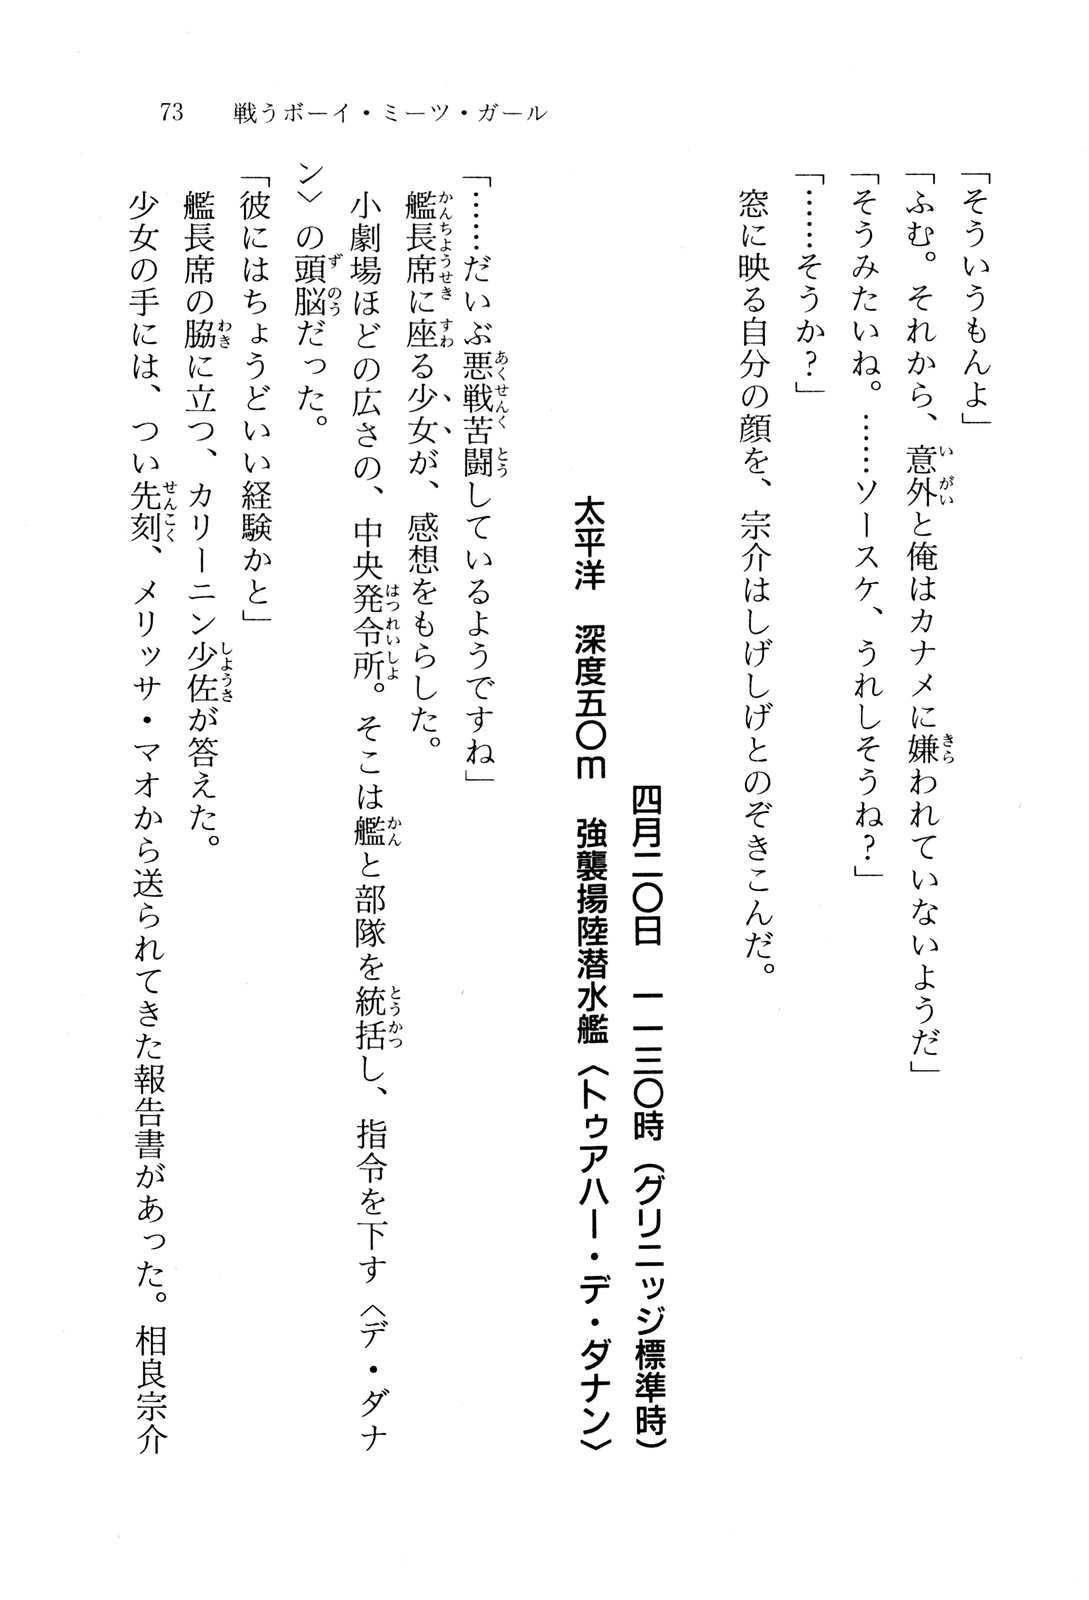 73　戦うボーイ・ミーツ・ガール
「そういうもんよ」
「ふむ。それから、意外と俺はカナメに嫌われていないようだ」
「そうみたいね。……ソースケ、うれしそうね？」
「……そうか？」
窓に映る自分の顔を、宗介はしげしげとのぞきこんだ。
四月二〇日　一一三〇時（グリニッジ標準時）
太平洋　深度五〇ｍ　強襲揚陸潜水艦〈トゥアハー・デ・ダナン〉
「……だいぶ悪戦苦闘しているようですね」
艦長席に座る少女が、感想をもらした。
小劇場ほどの広さの、中央発令所。そこは艦と部隊を統括し、指令を下す〈デ・ダナ
ン〉の頭脳だった。
「彼にはちょうどいい経験かと」
艦長席の脇に立つ、カリーニン少佐が答えた。
少女の手には、つい先刻、メリッサ・マオから送られてきた報告書があった。相良宗介